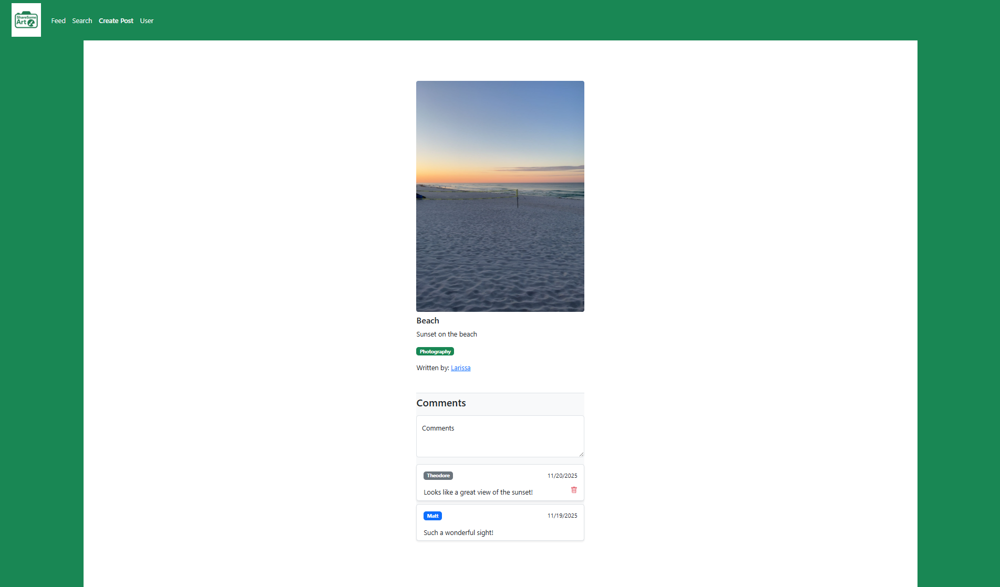 ShareSome
Art
Feed Search Create Post User
Beach
Sunset on the beach
Photography
Written by: Larissa
Comments
Comments
Theodore 11/20/2025
Looks like a great view of the sunset!
Matt 11/19/2025
Such a wonderful sight!